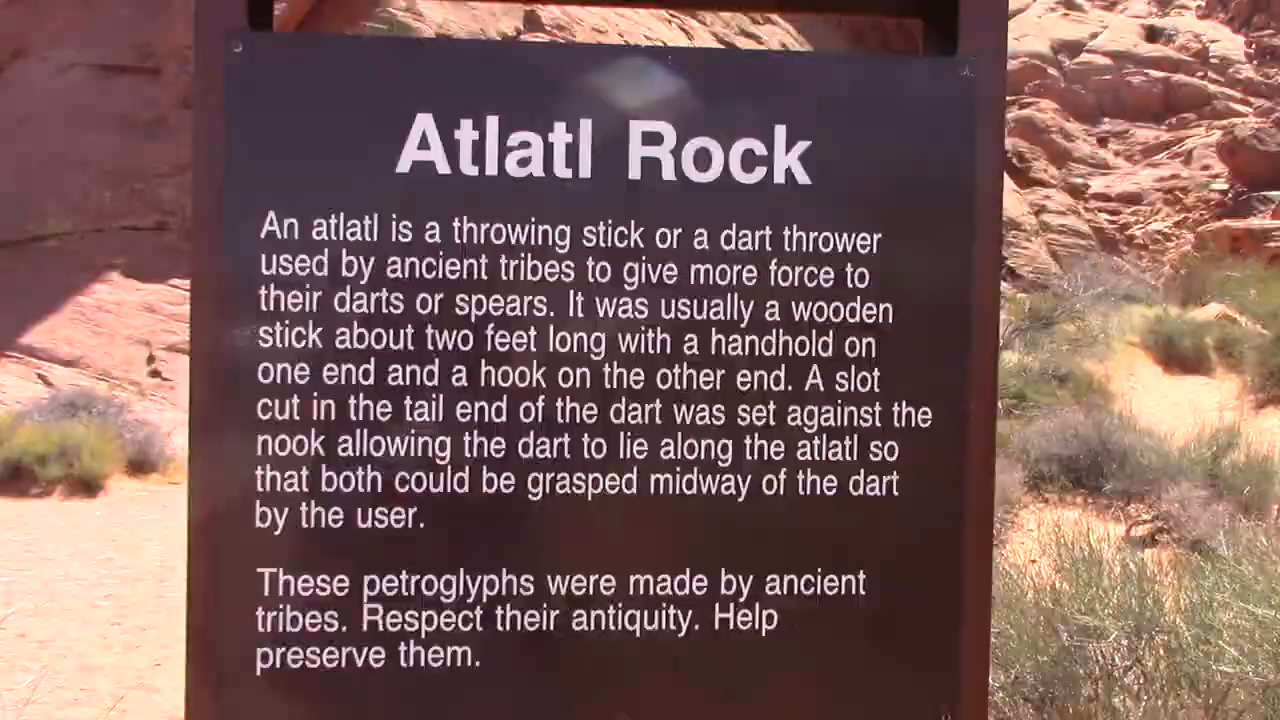 Atlatl Rock
An atlatl is a throwing stick or a dart thrower
used by ancient tribes to give more force to
their darts or spears. It was usually a wooden
stick about two feet long with a handhold on
one end and a hook on the other end. A slot
cut in the tail end of the dart was set against the
nook allowing the dart to lie along the atlatl so
that both could be grasped midway of the dart
by the user.
These petroglyphs were made by ancient
tribes. Respect their antiquity. Help
preserve them.